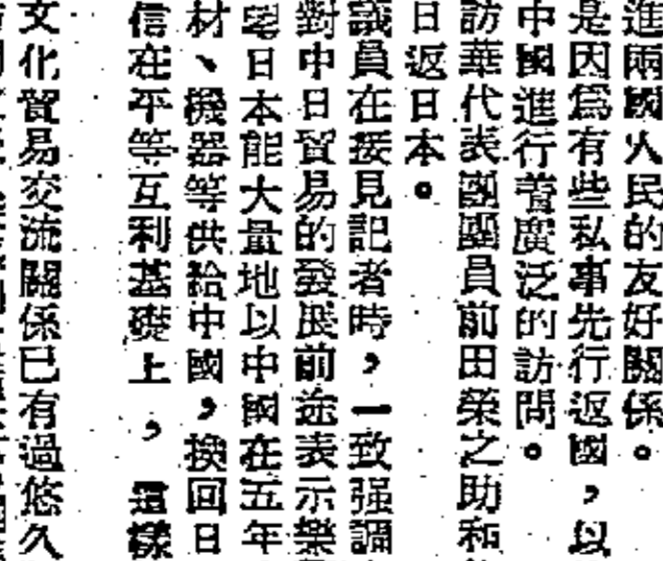 進兩國人民的友好關係。
是因爲有些私事先行返國，以
中國進行着廣泛的訪問。
訪華代表團團員前田榮之助和
日返日本。
議員在接見記者時，一致强調
對中日貿易的發展前途表示樂
日本能大量地以中國在五年
材、機器等供給中國，換回日
信在平等互利基礎上，這樣
文化貿易交流關係已有過悠久